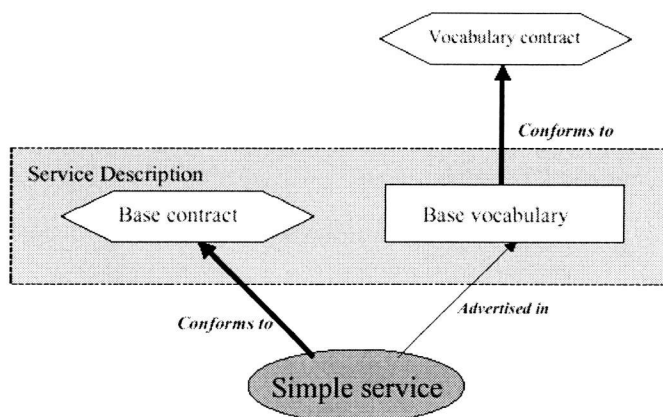 Vocabulary contract
Conforms to
Service Description
Base contract
Base vocabulary
Conforms to
Advertised in
Simple service